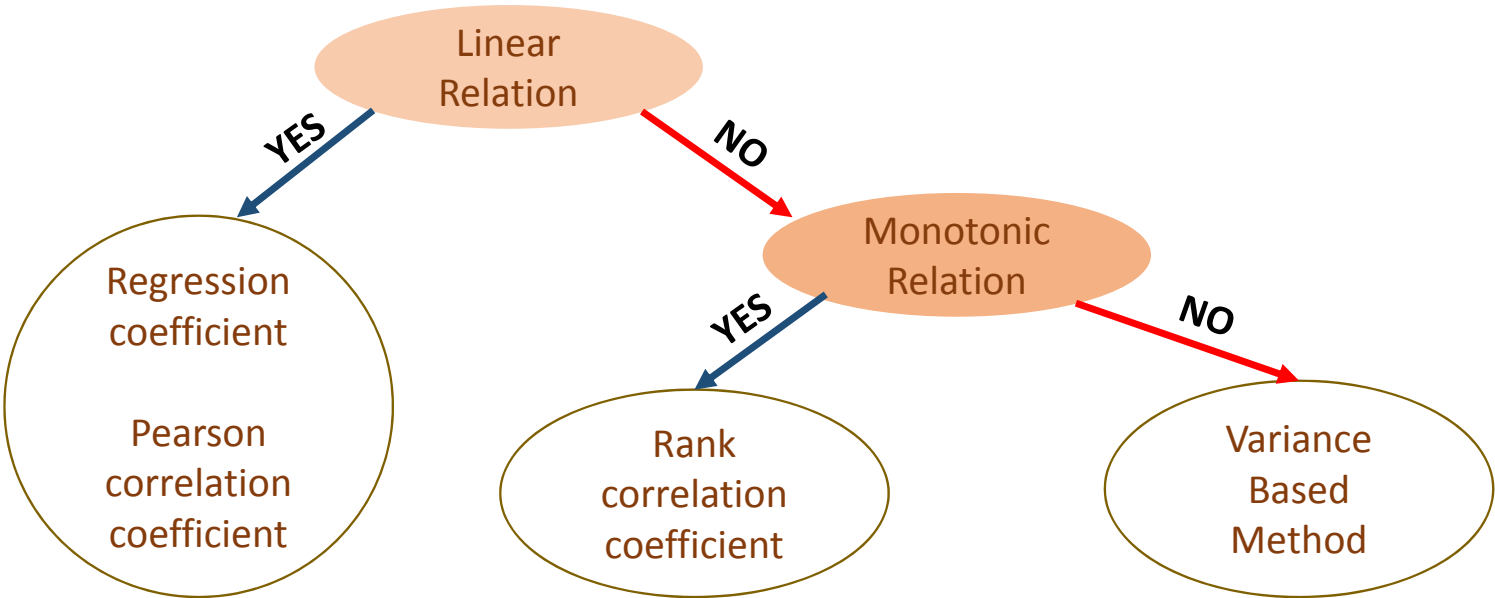 Linear
Relation
YES
NO
Monotonic
Relation
Regression
coefficient
Pearson
correlation
coefficient
YES
NO
Rank
correlation
coefficient
Variance
Based
Method